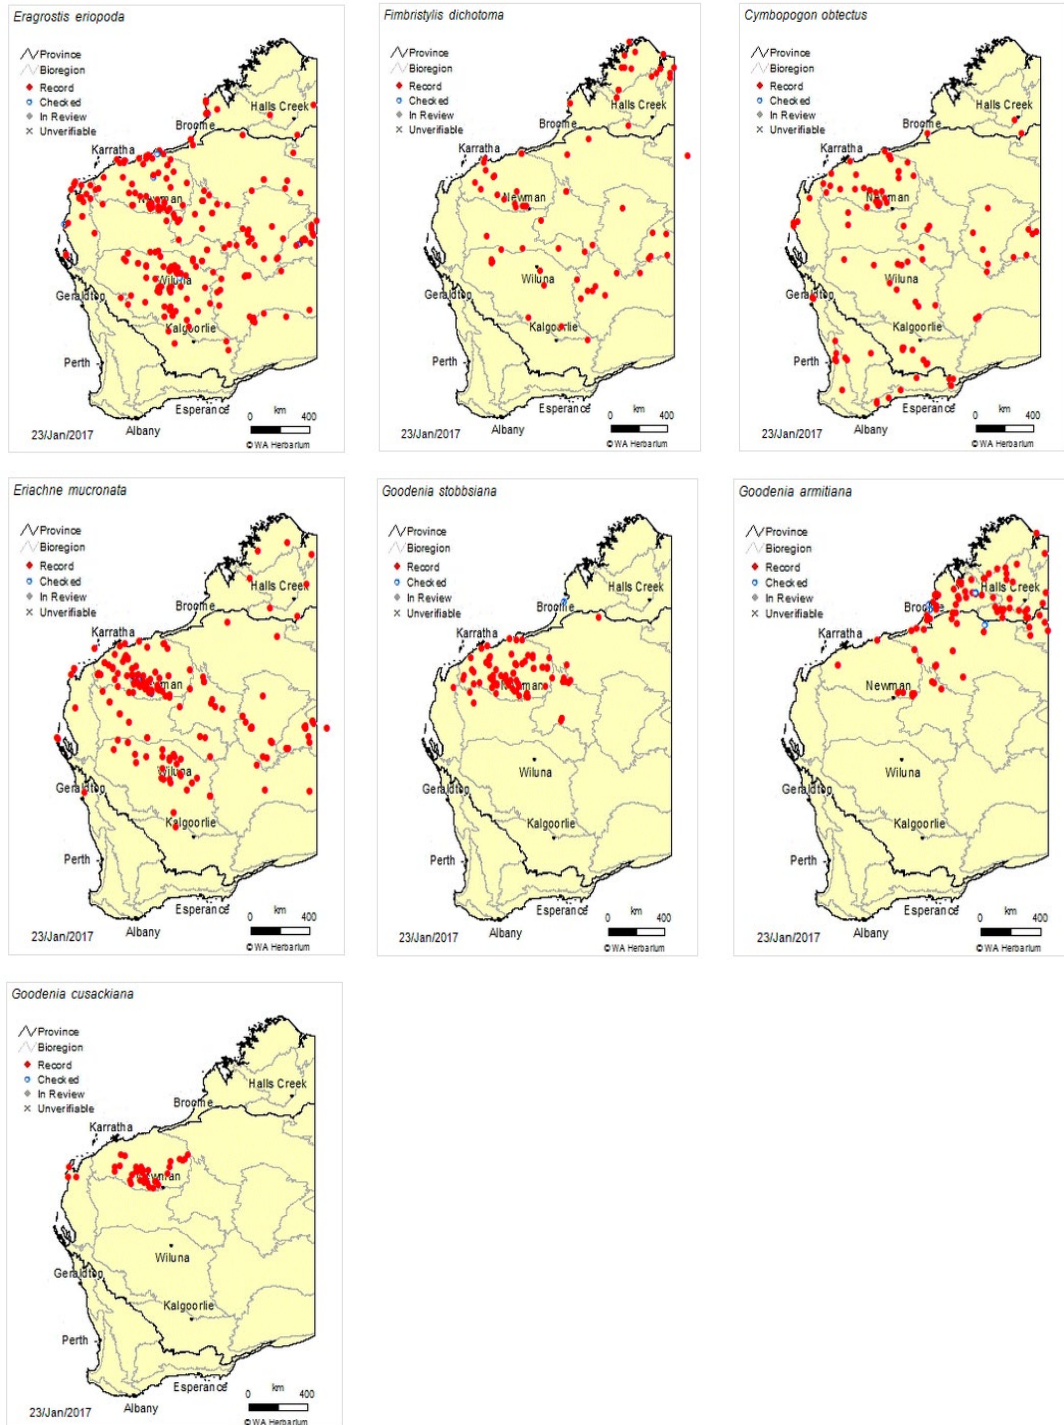 Eragrostis eriopoda
Province
Bioregion
Record
Checked
In Review
Unverifiable
Halls Creek
Broome
Karratha
Newman
Wiluna
Geraldton
Kalgoorlie
Perth
Esperance
Albany
km
0 400
23/Jan/2017
© WA Herbarium
Fimbristylis dichotoma
Province
Bioregion
Record
Checked
In Review
Unverifiable
Halls Creek
Broome
Karratha
Newman
Wiluna
Geraldton
Kalgoorlie
Perth
Esperance
Albany
km
0 400
23/Jan/2017
© WA Herbarium
Cymbopogon obtectus
Province
Bioregion
Record
Checked
In Review
Unverifiable
Halls Creek
Broome
Karratha
Newman
Wiluna
Geraldton
Kalgoorlie
Perth
Esperance
Albany
km
0 400
23/Jan/2017
© WA Herbarium
Eriachne mucronata
Province
Bioregion
Record
Checked
In Review
Unverifiable
Halls Creek
Broome
Karratha
Newman
Wiluna
Geraldton
Kalgoorlie
Perth
Esperance
Albany
km
0 400
23/Jan/2017
© WA Herbarium
Goodenia stobbsiana
Province
Bioregion
Record
Checked
In Review
Unverifiable
Halls Creek
Broome
Karratha
Newman
Wiluna
Geraldton
Kalgoorlie
Perth
Esperance
Albany
km
0 400
23/Jan/2017
© WA Herbarium
Goodenia armitiana
Province
Bioregion
Record
Checked
In Review
Unverifiable
Halls Creek
Broome
Karratha
Newman
Wiluna
Geraldton
Kalgoorlie
Perth
Esperance
Albany
km
0 400
23/Jan/2017
© WA Herbarium
Goodenia cusackiana
Province
Bioregion
Record
Checked
In Review
Unverifiable
Halls Creek
Broome
Karratha
Newman
Wiluna
Geraldton
Kalgoorlie
Perth
Esperance
Albany
km
0 400
23/Jan/2017
© WA Herbarium